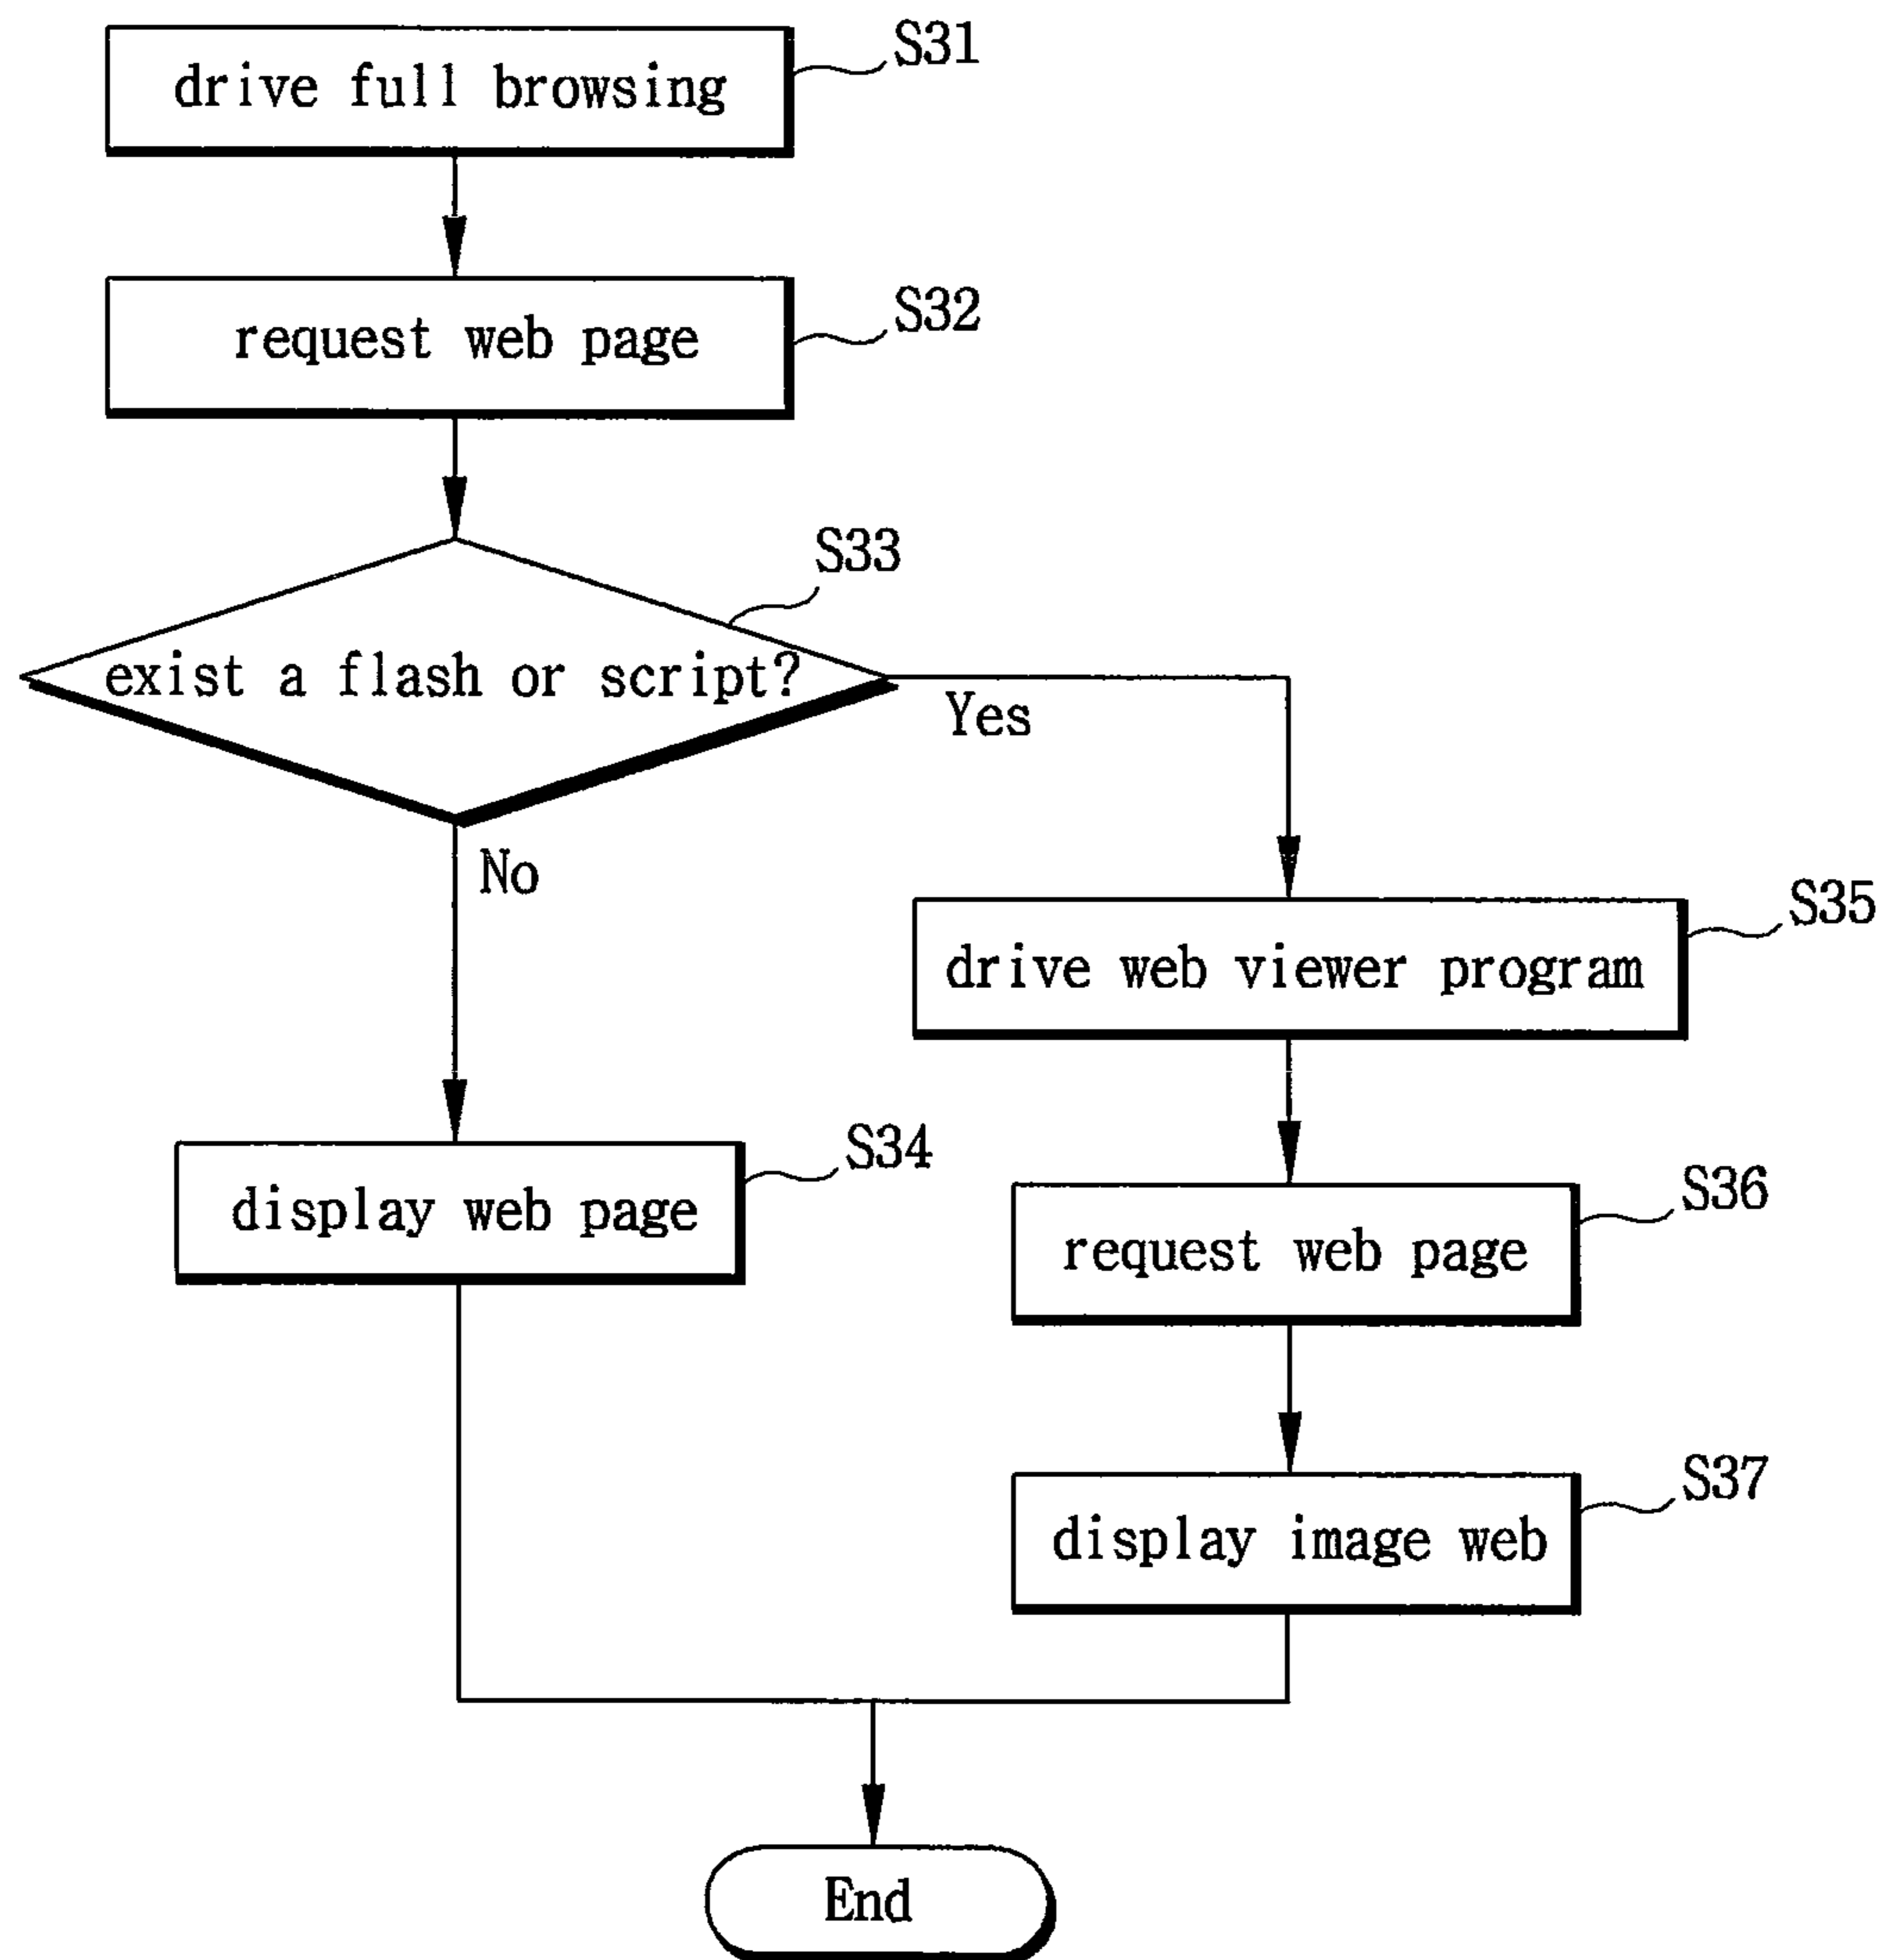 drive full browsing
S31
request web page
S32
S33
exist a flash or script?
Yes
No
S35
drive web viewer program
S34
display web page
S36
request web page
S37
display image web
End